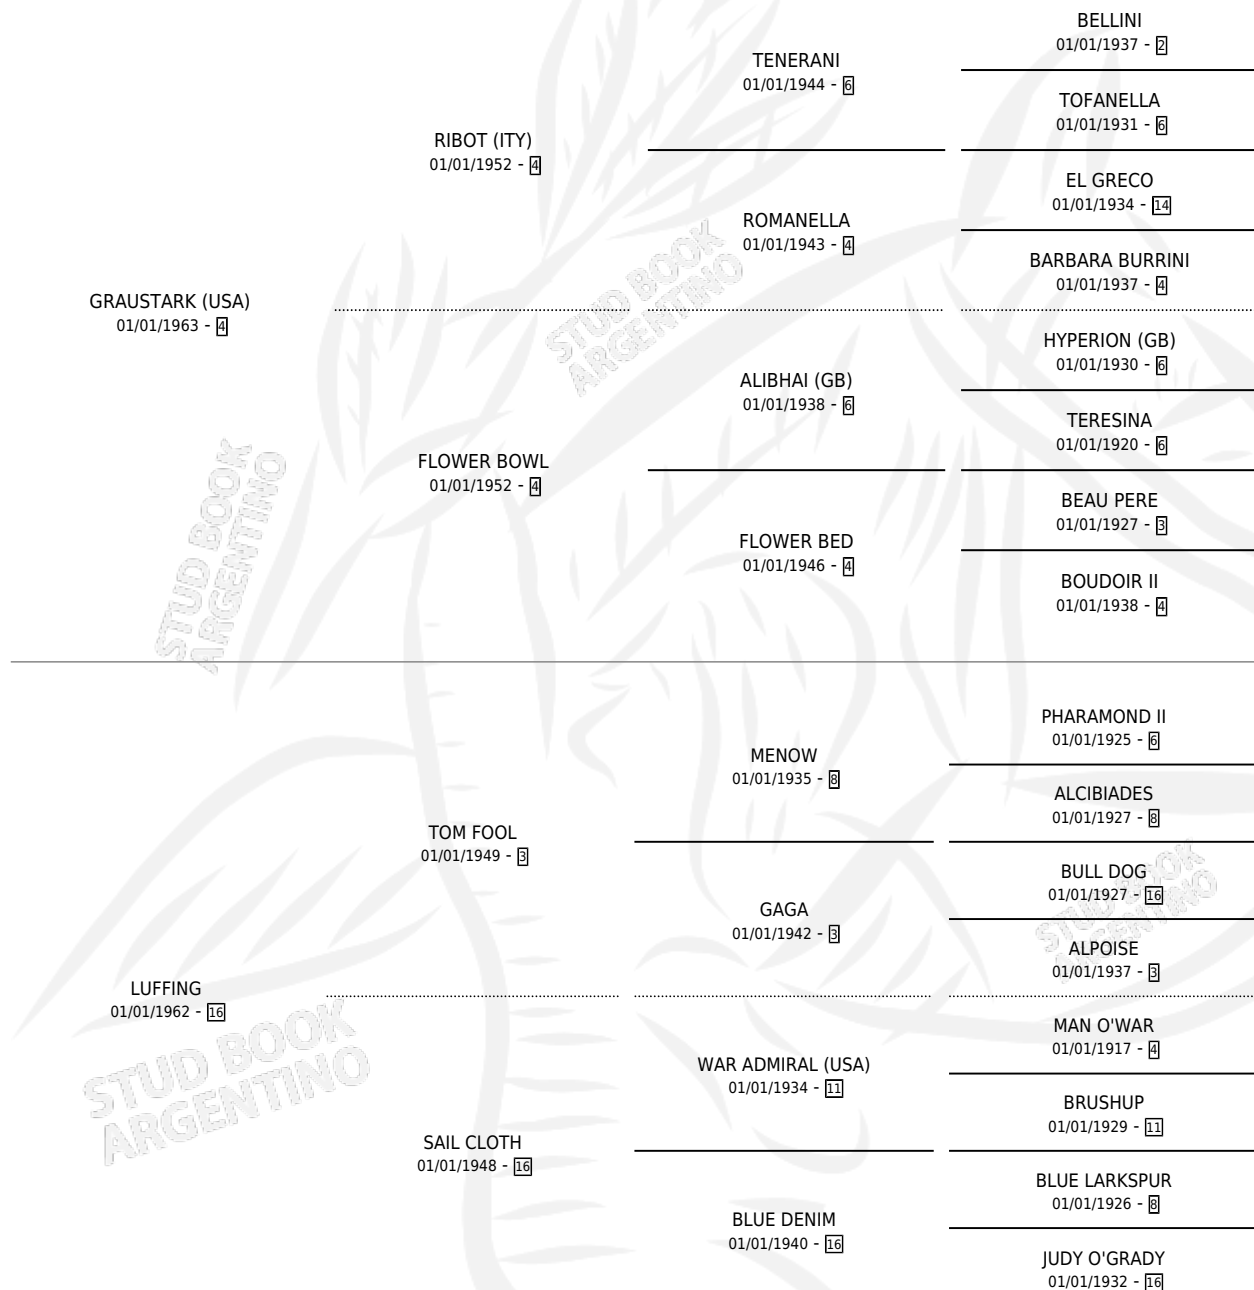 BELLINI
01/01/1937 - 2
TENERANI
01/01/1944 - 6
TOFANELLA
01/01/1931 - 6
RIBOT (ITY)
01/01/1952 - 4
EL GRECO
01/01/1934 - 14
ROMANELLA
01/01/1943 - 4
BARBARA BURRINI
01/01/1937 - 4
GRAUSTARK (USA)
01/01/1963 - 4
HYPERION (GB)
01/01/1930 - 6
ALIBHAI (GB)
01/01/1938 - 6
TERESINA
01/01/1920 - 6
FLOWER BOWL
01/01/1952 - 4
BEAU PERE
01/01/1927 - 3
FLOWER BED
01/01/1946 - 4
BOUDOIR II
01/01/1938 - 4
STUD BOOK
ARGENTINO
STUD BOOK
ARGENTINO
PHARAMOND II
01/01/1925 - 6
MENOW
01/01/1935 - 8
ALCIBIADES
01/01/1927 - 8
TOM FOOL
01/01/1949 - 3
BULL DOG
01/01/1927 - 16
GAGA
01/01/1942 - 3
ALPOISE
01/01/1937 - 3
LUFFING
01/01/1962 - 16
MAN O'WAR
01/01/1917 - 4
WAR ADMIRAL (USA)
01/01/1934 - 11
BRUSHUP
01/01/1929 - 11
SAIL CLOTH
01/01/1948 - 16
BLUE LARKSPUR
01/01/1926 - 8
BLUE DENIM
01/01/1940 - 16
JUDY O'GRADY
01/01/1932 - 16
STUD BOOK
ARGENTINO
STUD BOOK
ARGENTINO